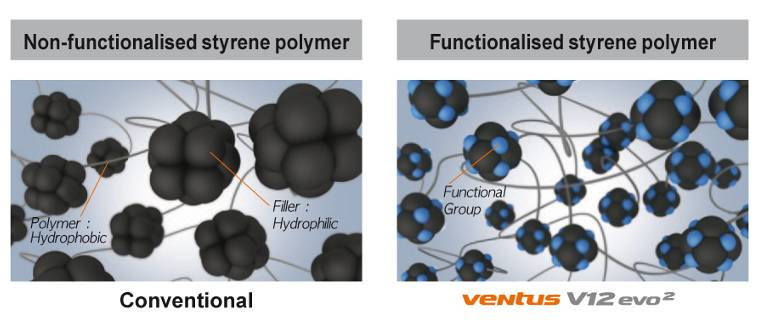 Non-functionalised styrene polymer
Functionalised styrene polymer
Polymer :
Hydrophobic
Filler :
Hydrophilic
Functional
Group
Conventional
ventus V12 evo²